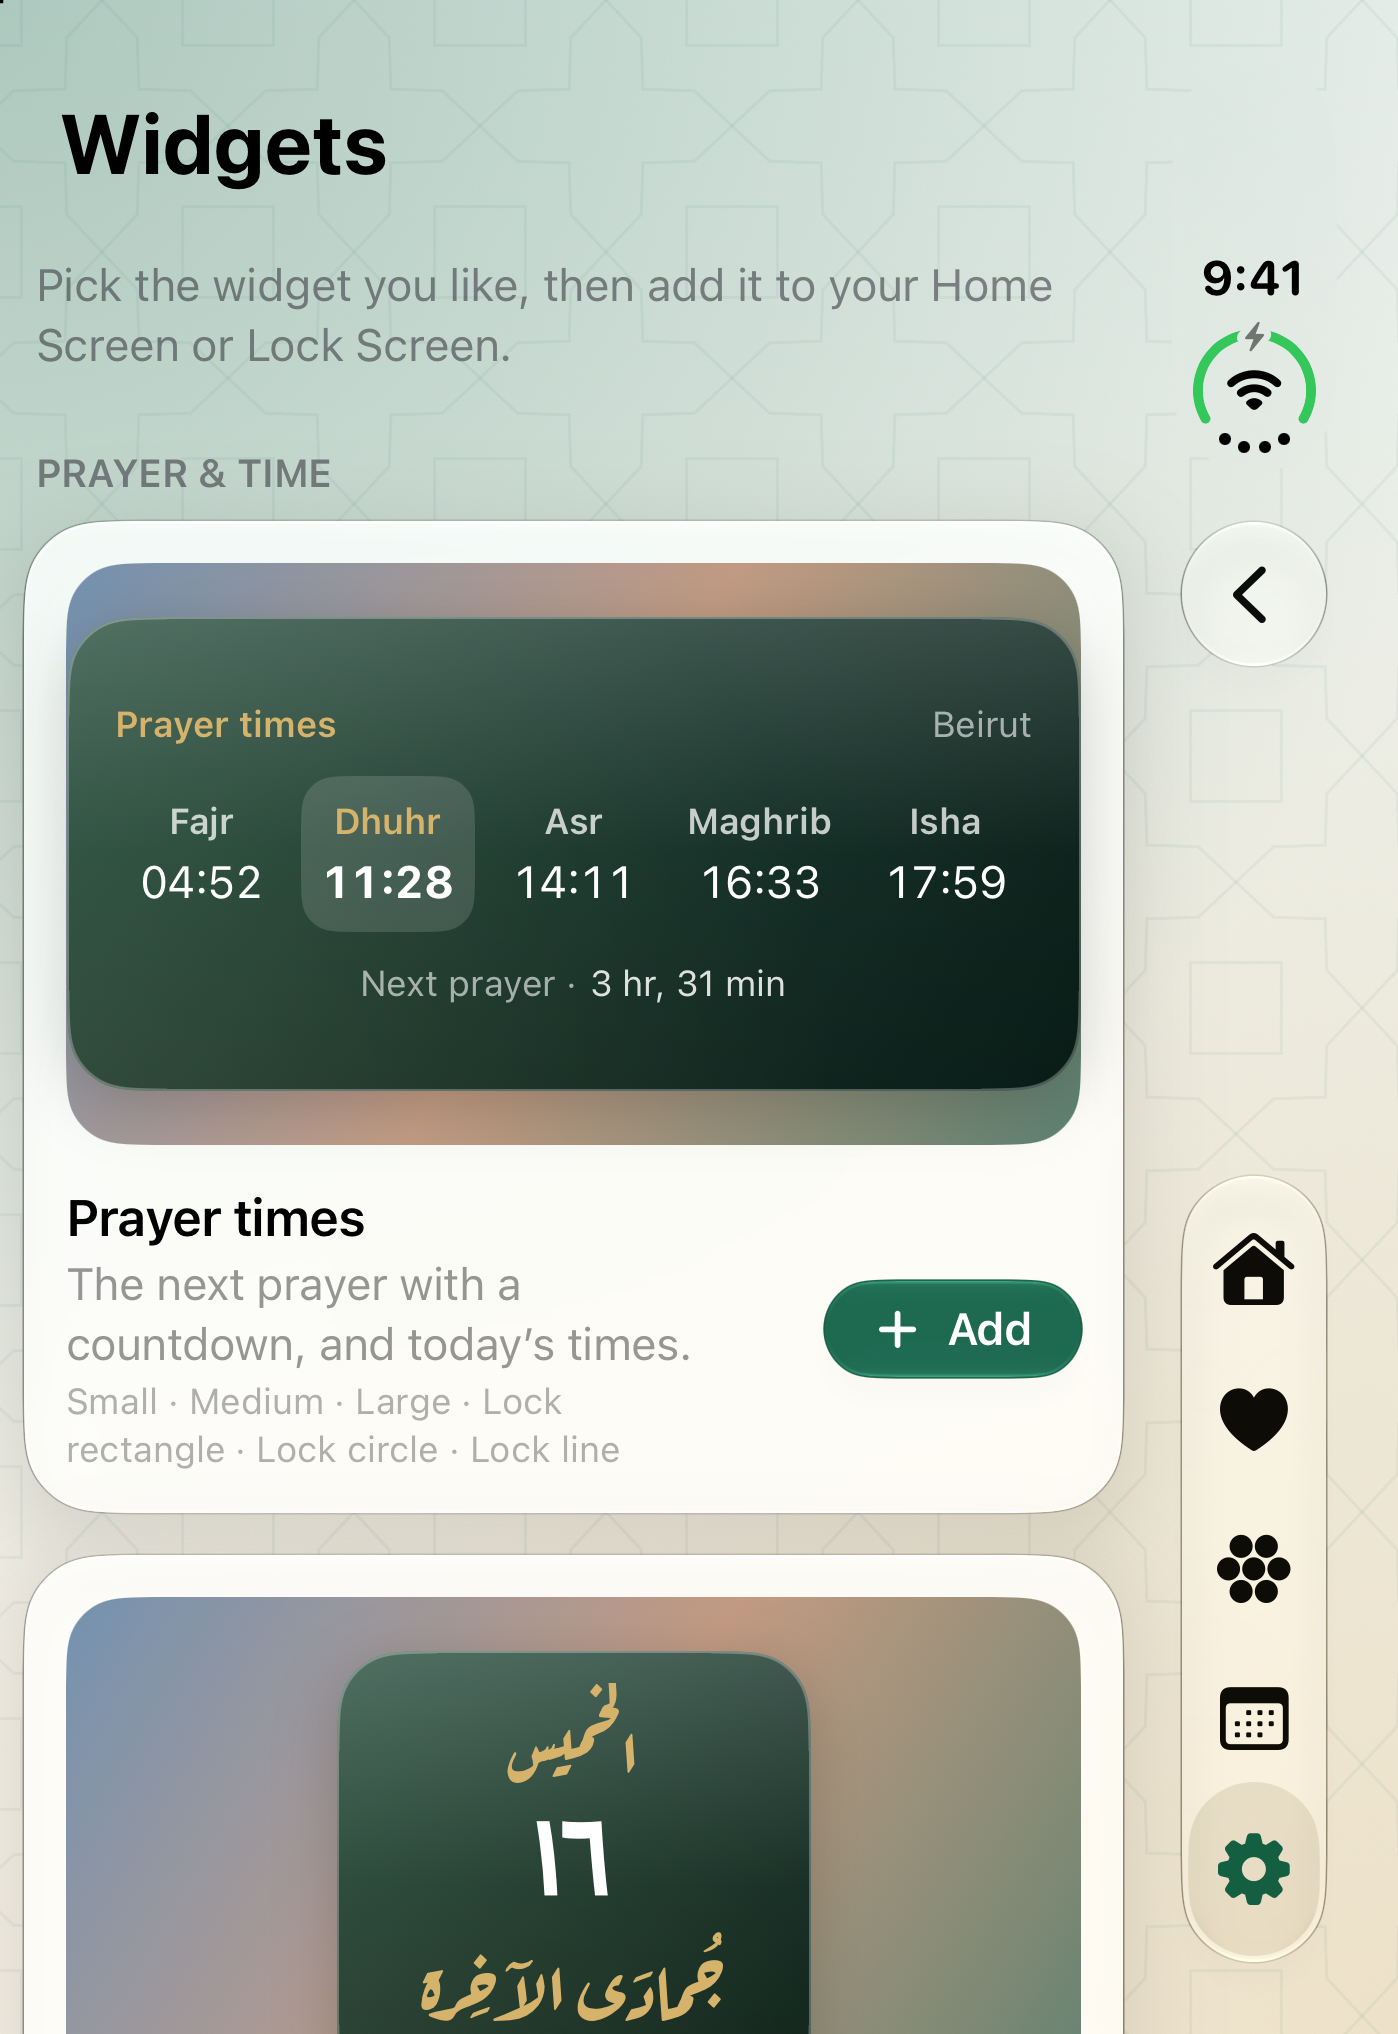 Widgets
Pick the widget you like, then add it to your Home
Screen or Lock Screen.
9:41
PRAYER & TIME
Prayer times
Beirut
Fajr Dhuhr Asr Maghrib Isha
04:52 11:28 14:11 16:33 17:59
Next prayer · 3 hr, 31 min
Prayer times
The next prayer with a
countdown, and today’s times.
Small · Medium · Large · Lock
rectangle · Lock circle · Lock line
+ Add
الخميس
١٦
جُمادَى الآخِرة